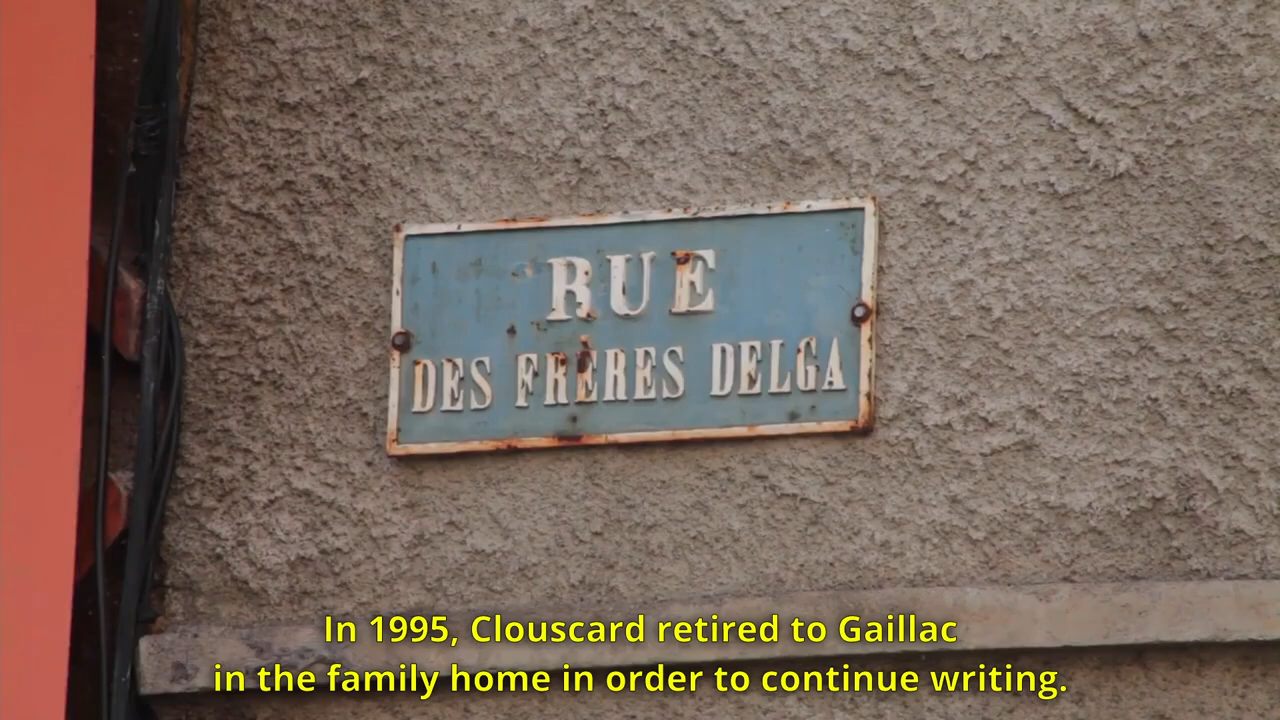 RUE
DES FRÈRES DELGA
In 1995, Clouscard retired to Gaillac
in the family home in order to continue writing.